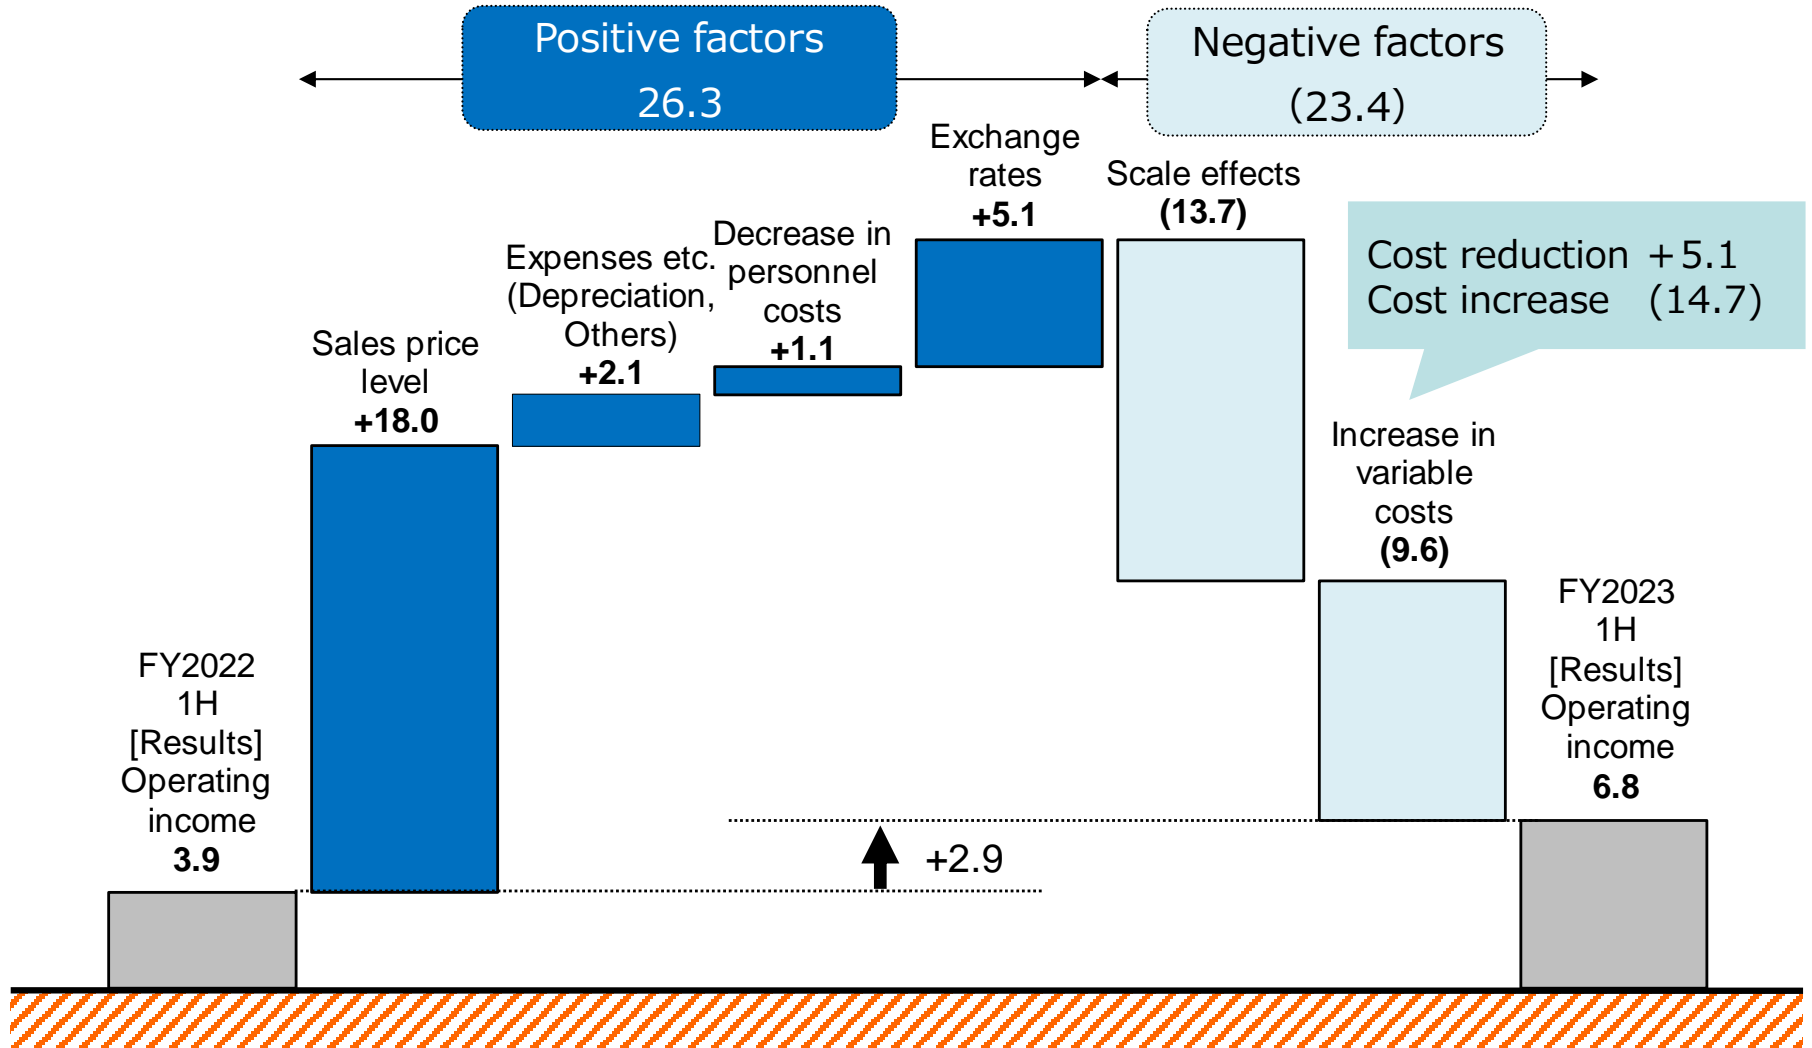 Positive factors
26.3
Negative factors
(23.4)
Exchange
rates
+5.1
Scale effects
(13.7)
Cost reduction +5.1
Cost increase (14.7)
Decrease in
personnel
costs
+1.1
Expenses etc.
(Depreciation,
Others)
+2.1
Sales price
level
+18.0
Increase in
variable
costs
(9.6)
FY2022
1H
[Results]
Operating
income
3.9
FY2023
1H
[Results]
Operating
income
6.8
+2.9